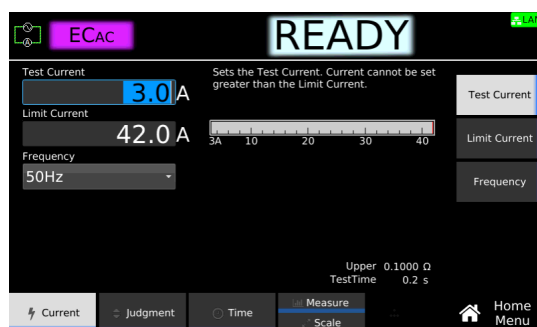 A
ECAC
READY
LAN
Test Current
3.0 A
Sets the Test Current. Current cannot be set
greater than the Limit Current.
Limit Current
42.0 A
3A 10 20 30 40
Frequency
50Hz
Test Current
Limit Current
Frequency
Upper 0.1000 Ω
TestTime 0.2 s
Current
Judgment
Time
Measure
Scale
Home
Menu